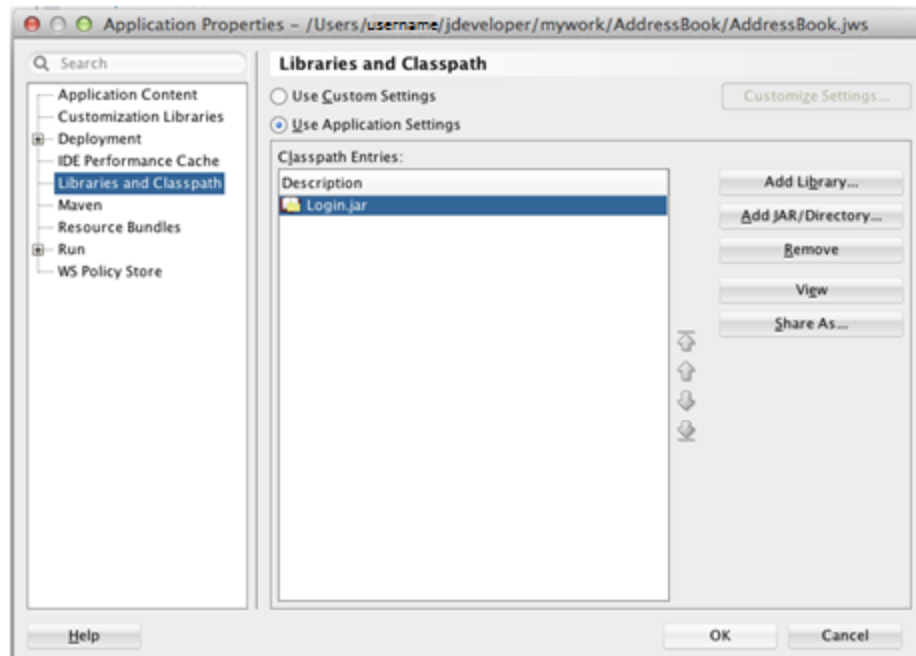 Application Properties – /Users/username/jdeveloper/mywork/AddressBook/AddressBook.jws
Search
Application Content
Customization Libraries
Deployment
IDE Performance Cache
Libraries and Classpath
Maven
Resource Bundles
Run
WS Policy Store
Libraries and Classpath
Use Custom Settings
Customize Settings...
Use Application Settings
Classpath Entries:
Description
Login.jar
Add Library...
Add JAR/Directory...
Remove
View
Share As...
Help
OK
Cancel